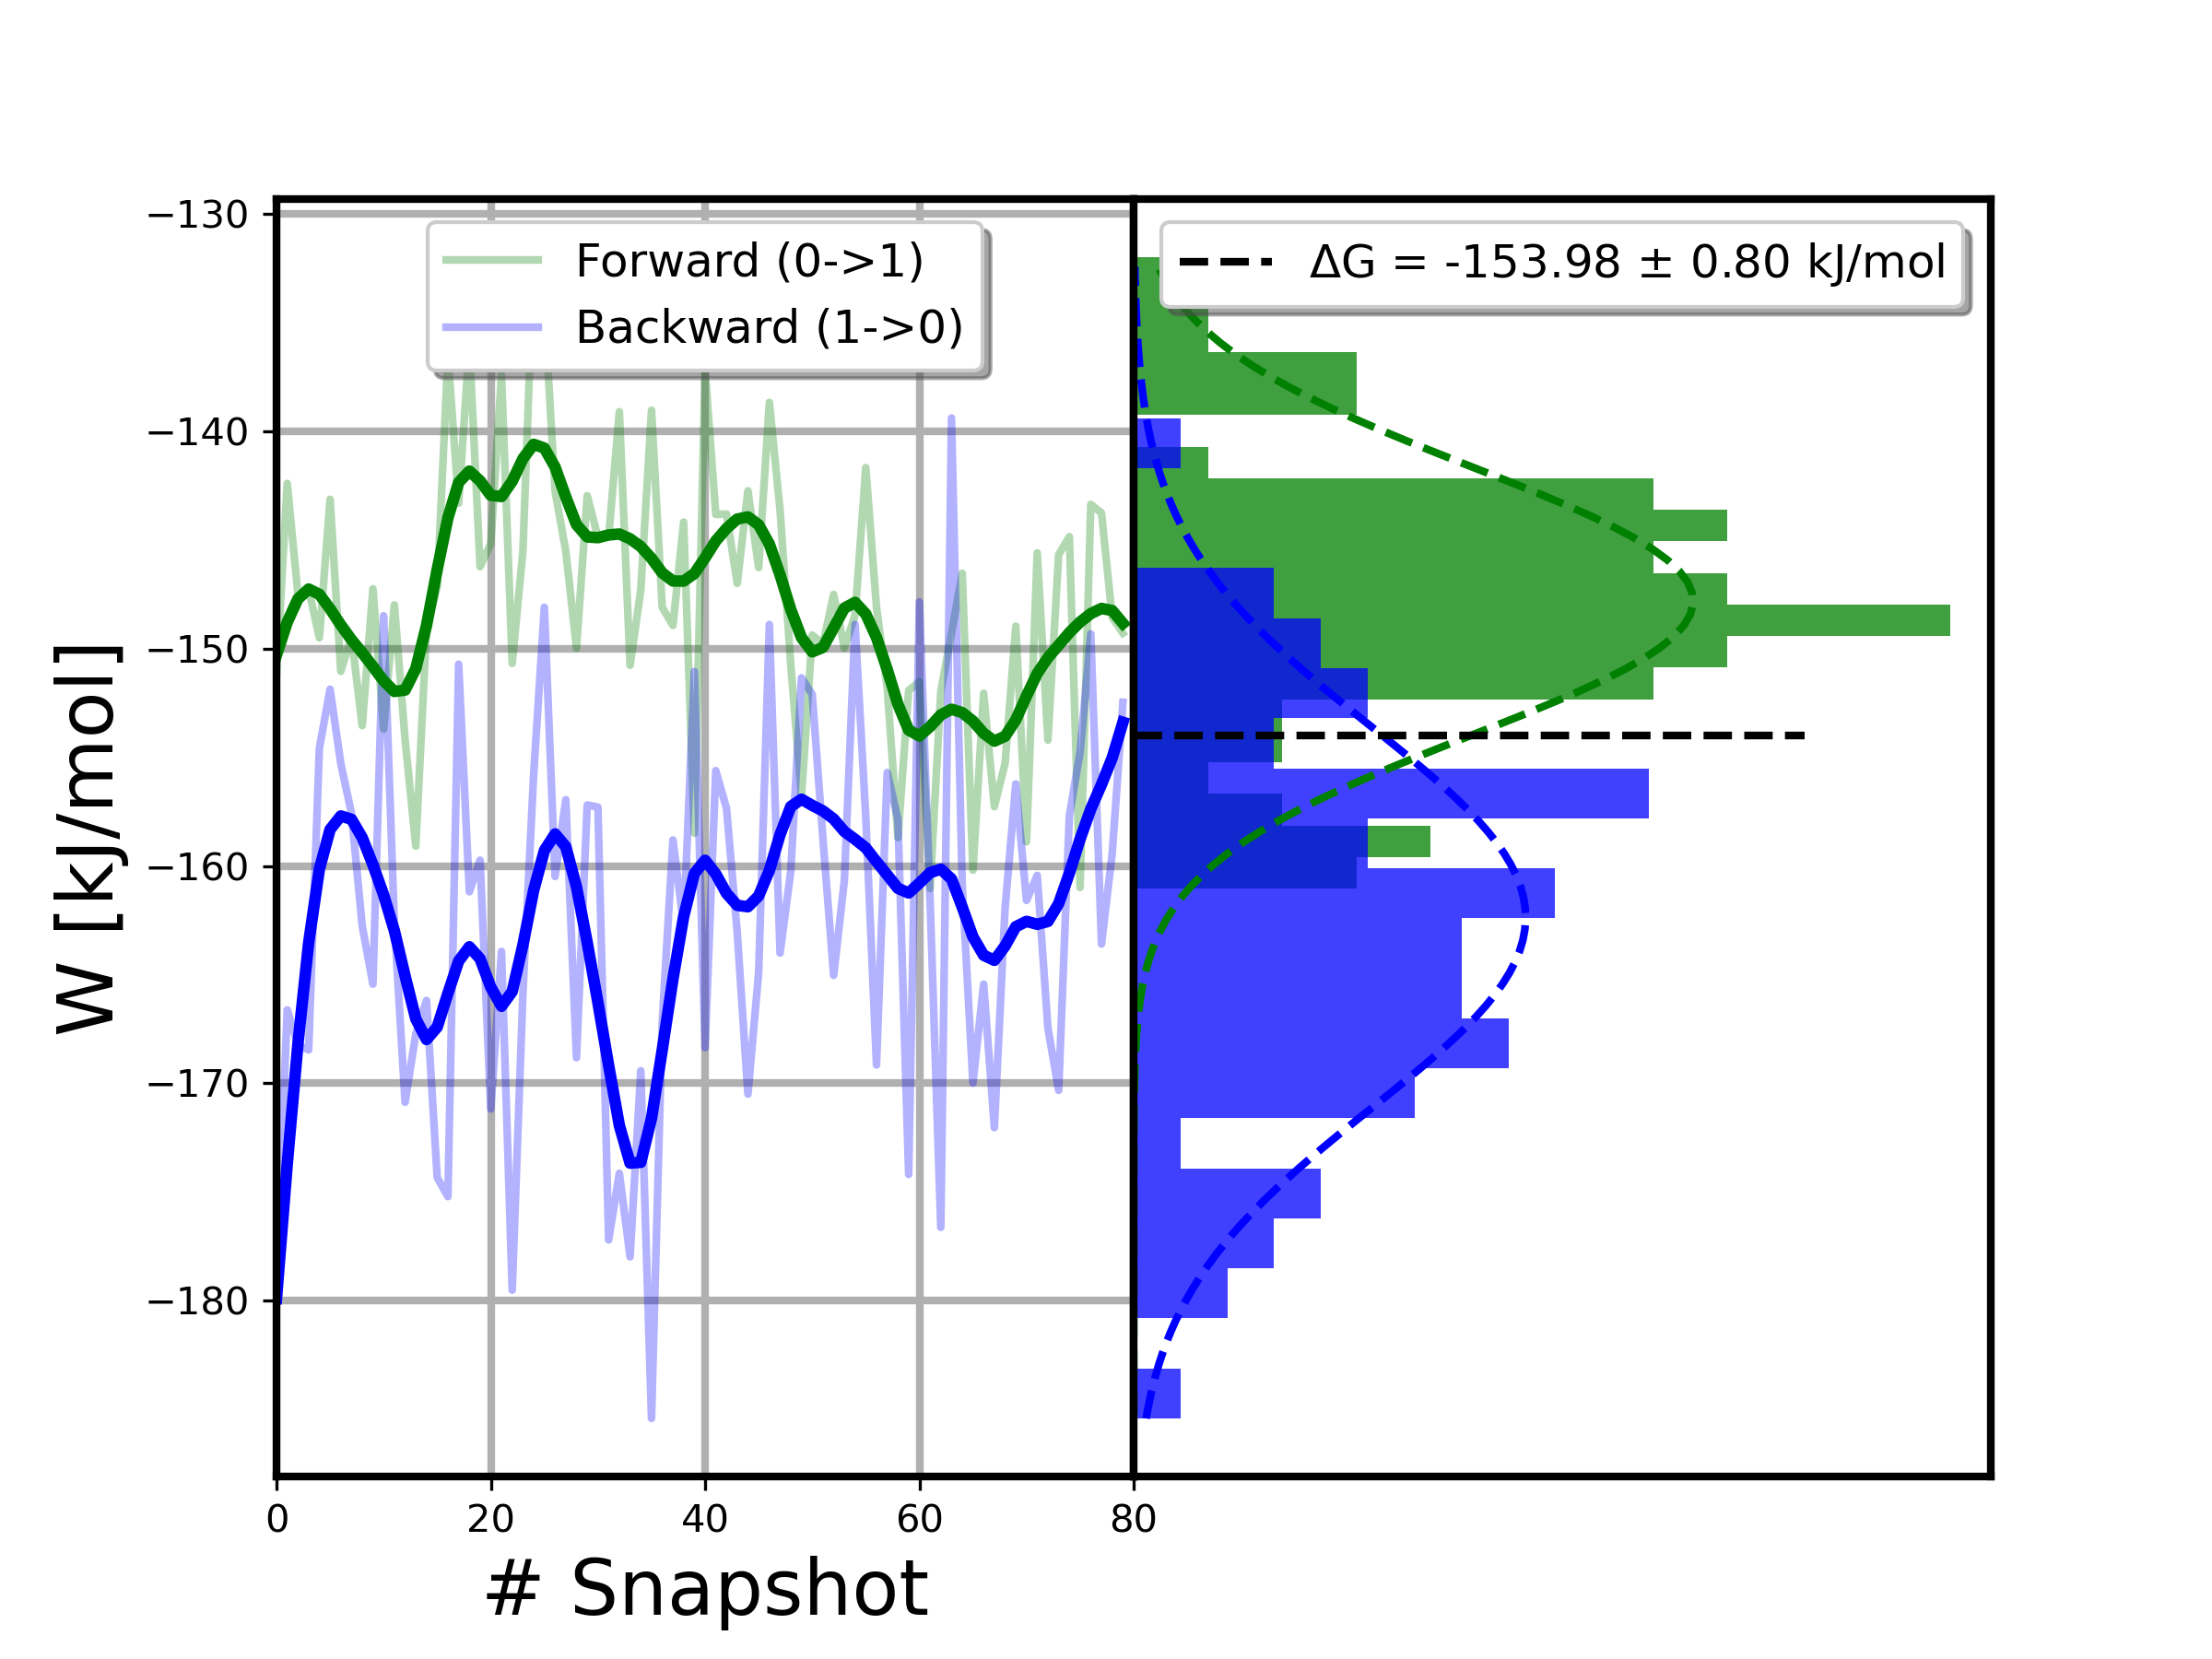 Forward (0->1)
Backward (1->0)
ΔG = -153.98 ± 0.80 kJ/mol
W [kJ/mol]
−130
−140
−150
−160
−170
−180
0 20 40 60 80
# Snapshot